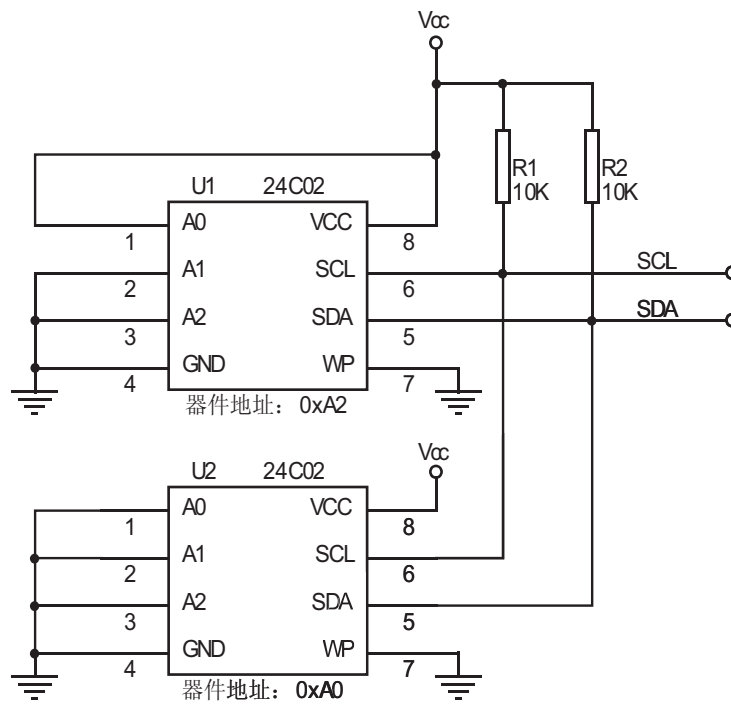 Vcc
R1
10K
R2
10K
U1 24C02
A0 VCC
1 8
A1 SCL
2 6
SCL
A2 SDA
3 5
SDA
GND WP
4 7
器件地址：0xA2
Vcc
U2 24C02
A0 VCC
1 8
A1 SCL
2 6
A2 SDA
3 5
GND WP
4 7
器件地址：0xA0